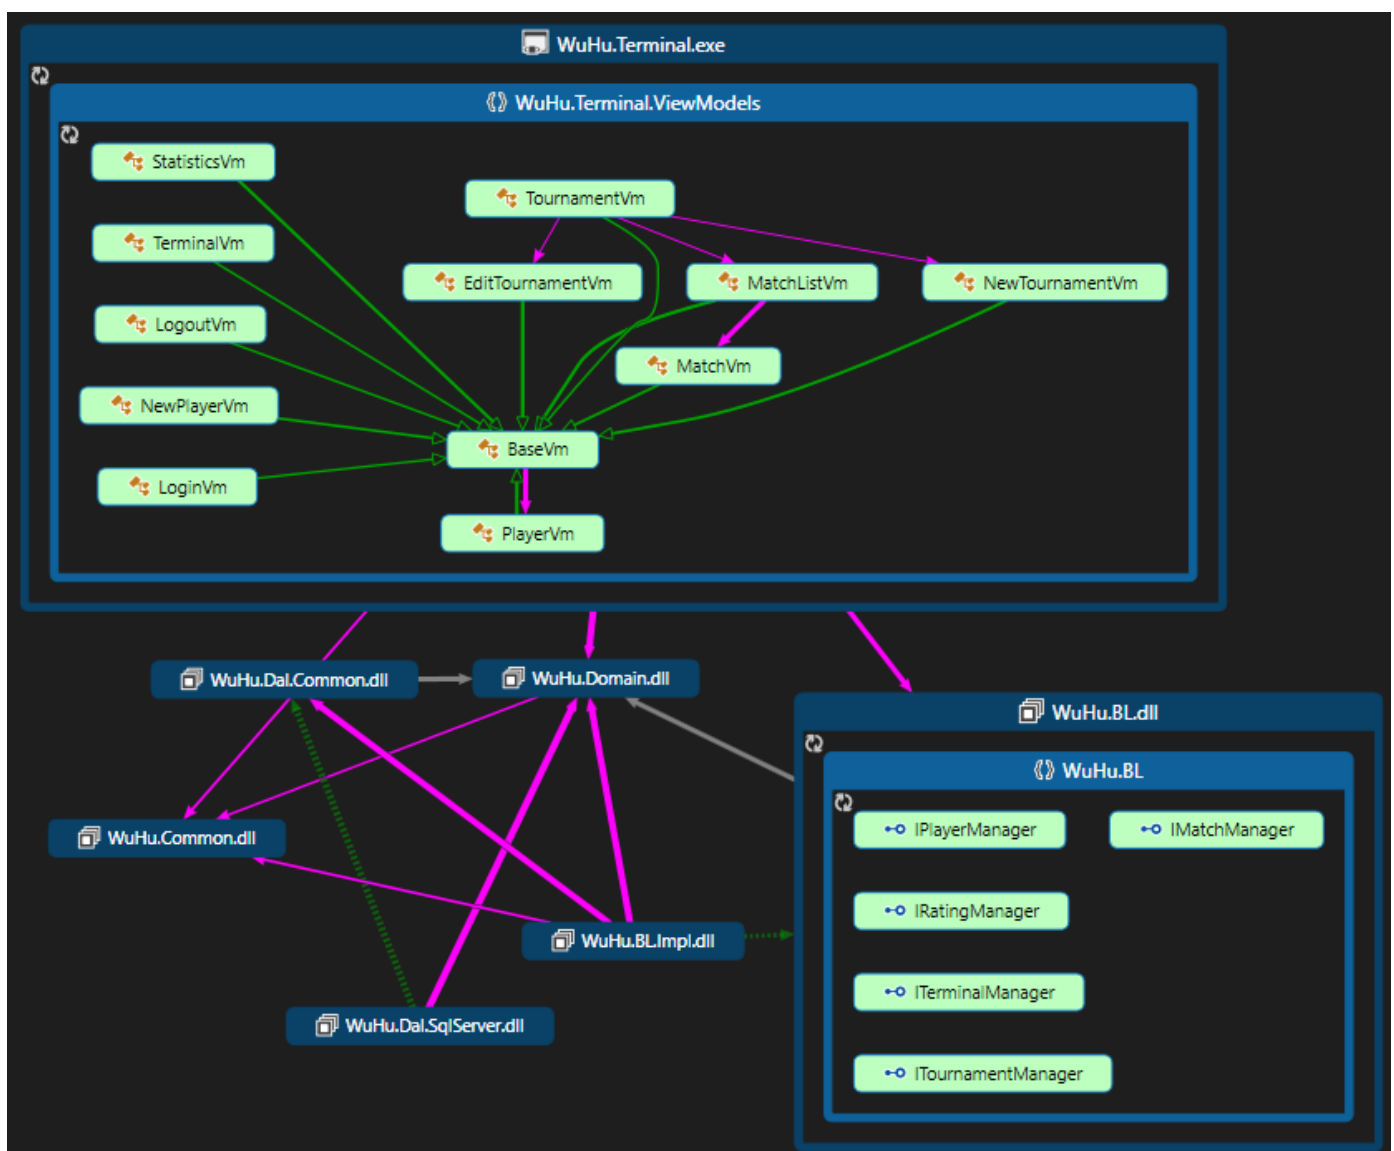 WuHu.Terminal.exe
WuHu.Terminal.ViewModels
StatisticsVm
TournamentVm
TerminalVm
EditTournamentVm
MatchListVm
NewTournamentVm
LogoutVm
MatchVm
NewPlayerVm
BaseVm
LoginVm
PlayerVm
WuHu.Dal.Common.dll
WuHu.Domain.dll
WuHu.BL.dll
WuHu.BL
WuHu.Common.dll
IPlayerManager
IMatchManager
IRatingManager
WuHu.BL.Impl.dll
ITerminalManager
WuHu.Dal.SqlServer.dll
ITournamentManager